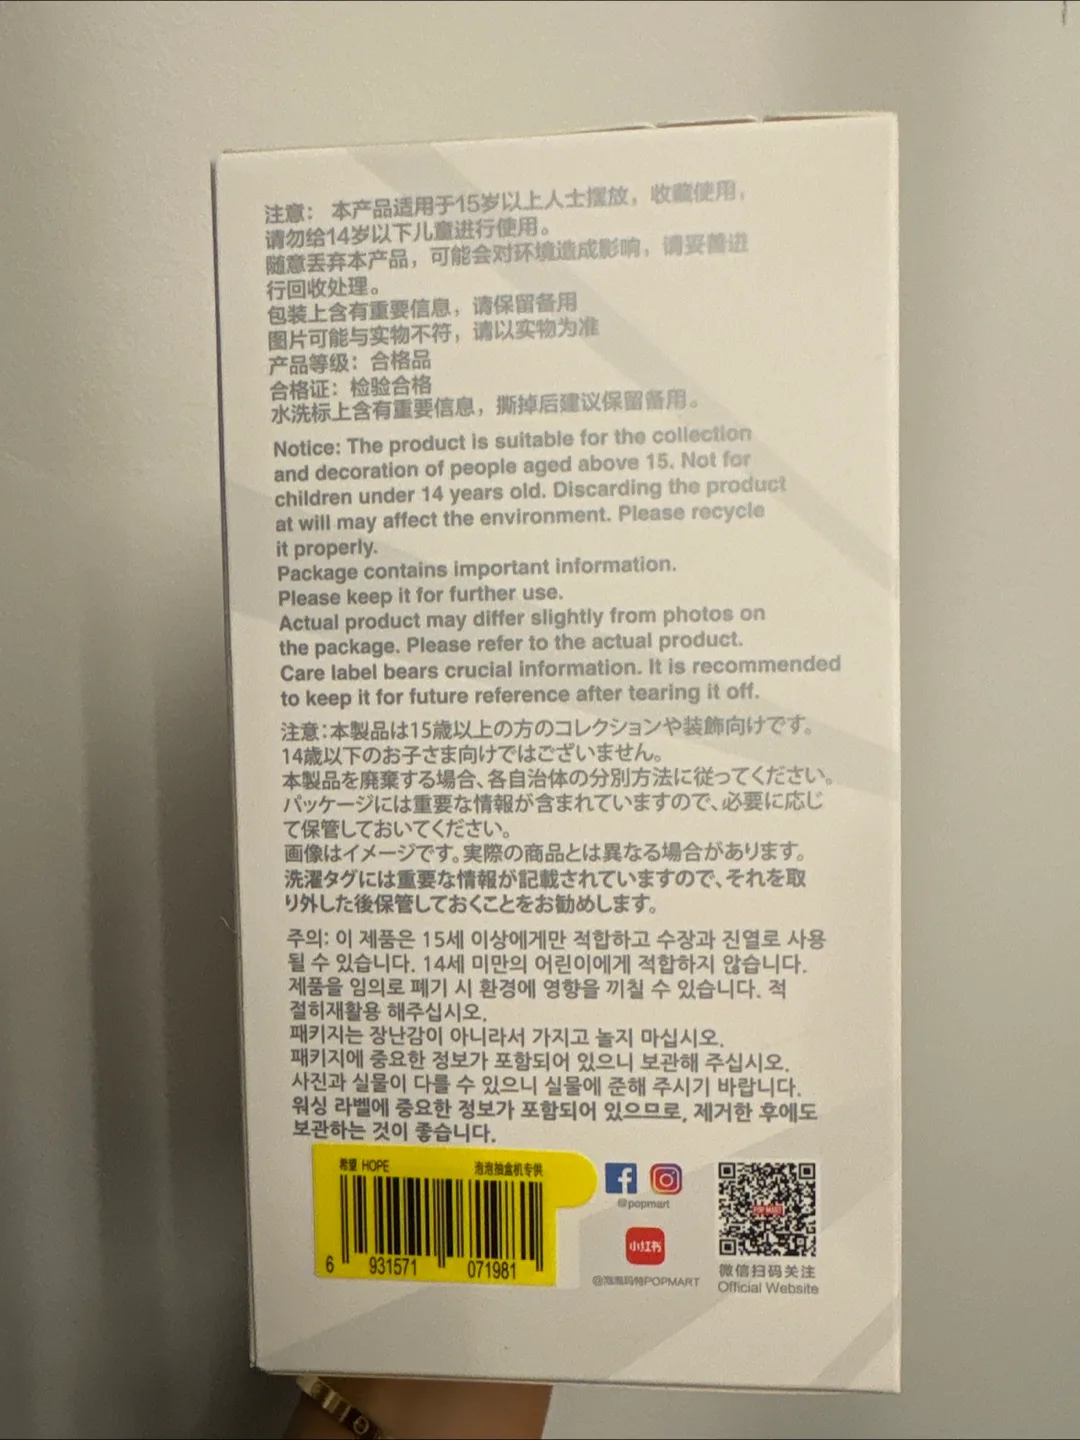 注意： 本产品适用于15岁以上人士摆放，收藏使用，
请勿给14岁以下儿童进行使用。
随意丢弃本产品，可能会对环境造成影响，请妥善进
行回收处理。
包装上含有重要信息，请保留备用
图片可能与实物不符，请以实物为准
产品等级：合格品
合格证：检验合格
水洗标上含有重要信息，撕掉后建议保留备用。
Notice: The product is suitable for the collection
and decoration of people aged above 15. Not for
children under 14 years old. Discarding the product
at will may affect the environment. Please recycle
it properly.
Package contains important information.
Please keep it for further use.
Actual product may differ slightly from photos on
the package. Please refer to the actual product.
Care label bears crucial information. It is recommended
to keep it for future reference after tearing it off.
注意：本製品は15歳以上の方のコレクションや装飾向けです。
14歳以下のお子さま向けではございません。
本製品を廃棄する場合、各自治体の分別方法に従ってください。
パッケージには重要な情報が含まれていますので、必要に応じ
て保管しておいてください。
画像はイメージです。実際の商品とは異なる場合があります。
洗濯タグには重要な情報が記載されていますので、それを取
り外した後保管しておくことをお勧めします。
주의: 이 제품은 15세 이상에게만 적합하고 수장과 진열로 사용
될 수 있습니다. 14세 미만의 어린이에게 적합하지 않습니다.
제품을 임의로 폐기 시 환경에 영향을 끼칠 수 있습니다. 적
절히재활용 해주십시오.
패키지는 장난감이 아니라서 가지고 놀지 마십시오.
패키지에 중요한 정보가 포함되어 있으니 보관해 주십시오.
사진과 실물이 다를 수 있으니 실물에 준해 주시기 바랍니다.
워싱 라벨에 중요한 정보가 포함되어 있으므로, 제거한 후에도
보관하는 것이 좋습니다.
希望 HOPE 泡泡抽盒机专供
6 931571 071981
@popmart
小红书
@泡泡玛特POPMART
POP MART
微信扫码关注
Official Website